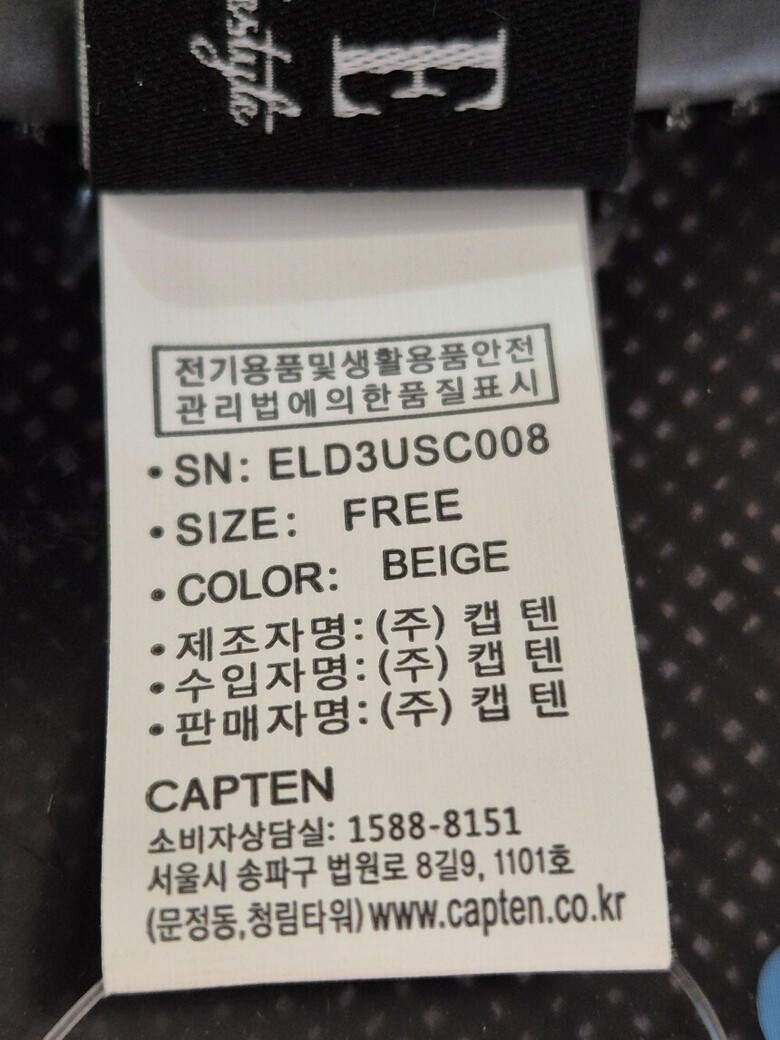 E
전기용품및생활용품안전
관리법에의한품질표시
• SN: ELD3USC008
• SIZE: FREE
• COLOR: BEIGE
• 제조자명: (주) 캡텐
• 수입자명: (주) 캡텐
• 판매자명: (주) 캡텐
CAPTEN
소비자상담실: 1588-8151
서울시 송파구 법원로 8길9, 1101호
(문정동,청림타워) www.capten.co.kr